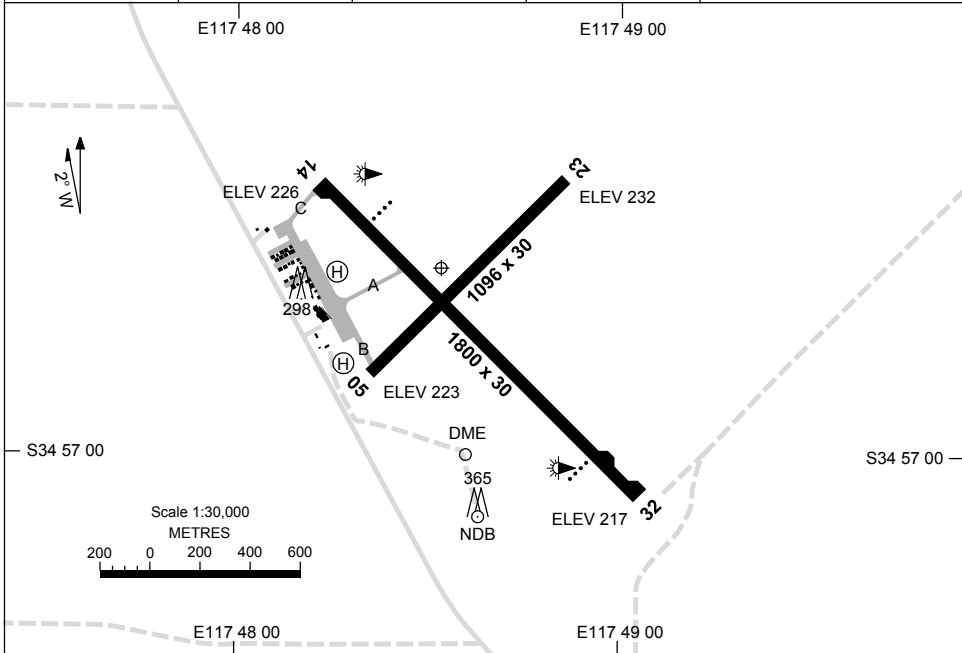 E117 48 00
E117 49 00
2° W
14
23
ELEV 226
ELEV 232
C
H
A
1096 x 30
298
1800 x 30
B
H
05
ELEV 223
DME
S34 57 00
S34 57 00
365
ELEV 217
32
NDB
Scale 1:30,000
METRES
200 0 200 400 600
E117 48 00
E117 49 00